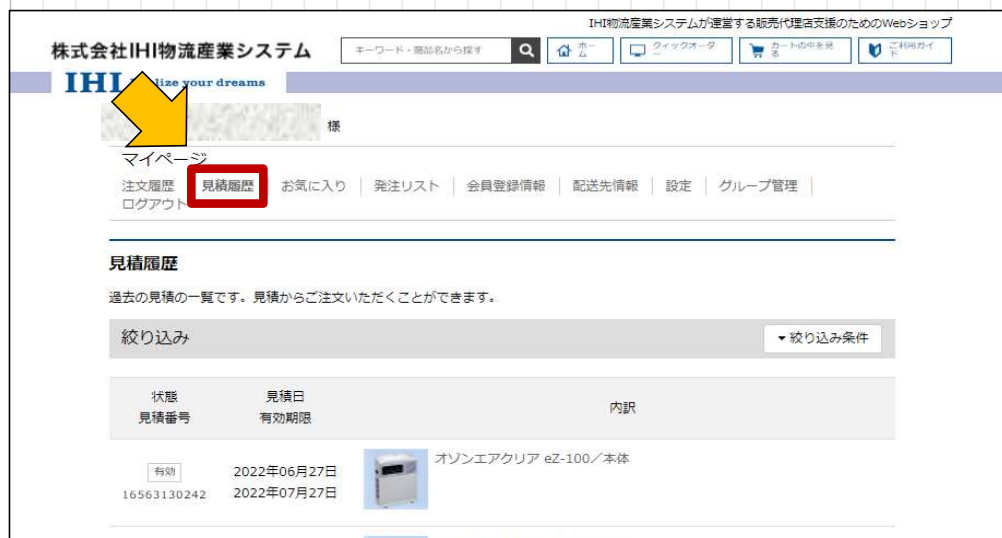 IHI物流産業システムが運営する販売代理店支援のためのWebショップ
株式会社IHI物流産業システム
キーワード・商品名から探す
ホーム
クイックオーダー
カートの中を見る
ご利用ガイド
IHI
lize your dreams
様
マイページ
注文履歴 見積履歴 お気に入り 発注リスト 会員登録情報 配送先情報 設定 グループ管理
ログアウト
見積履歴
過去の見積の一覧です。見積からご注文いただくことができます。
絞り込み ▼絞り込み条件
状態 見積日 内訳
見積番号 有効期限
有効 2022年06月27日 オゾンエアクリア eZ-100／本体
16563130242 2022年07月27日